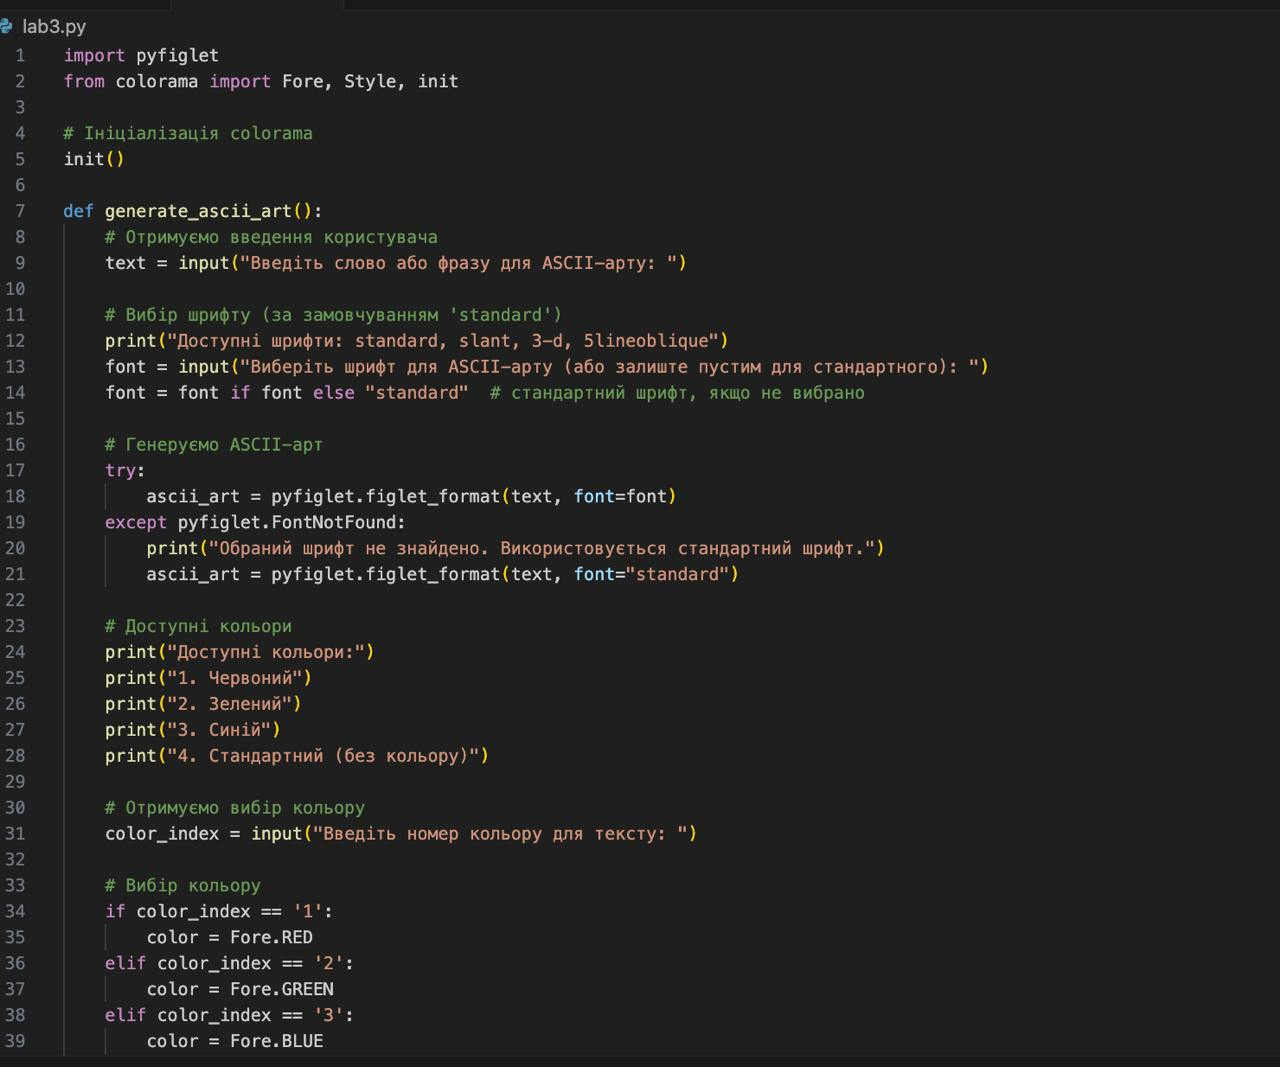 lab3.py
1 import pyfiglet
2 from colorama import Fore, Style, init
3
4 # Ініціалізація colorama
5 init()
6
7 def generate_ascii_art():
8     # Отримуємо введення користувача
9     text = input("Введіть слово або фразу для ASCII-арту: ")
10
11     # Вибір шрифту (за замовчуванням 'standard')
12     print("Доступні шрифти: standard, slant, 3-d, 5lineoblique")
13     font = input("Виберіть шрифт для ASCII-арту (або залиште пустим для стандартного): ")
14     font = font if font else "standard"  # стандартний шрифт, якщо не вибрано
15
16     # Генеруємо ASCII-арт
17     try:
18         ascii_art = pyfiglet.figlet_format(text, font=font)
19     except pyfiglet.FontNotFound:
20         print("Обраний шрифт не знайдено. Використовується стандартний шрифт.")
21         ascii_art = pyfiglet.figlet_format(text, font="standard")
22
23     # Доступні кольори
24     print("Доступні кольори:")
25     print("1. Червоний")
26     print("2. Зелений")
27     print("3. Синій")
28     print("4. Стандартний (без кольору)")
29
30     # Отримуємо вибір кольору
31     color_index = input("Введіть номер кольору для тексту: ")
32
33     # Вибір кольору
34     if color_index == '1':
35         color = Fore.RED
36     elif color_index == '2':
37         color = Fore.GREEN
38     elif color_index == '3':
39         color = Fore.BLUE